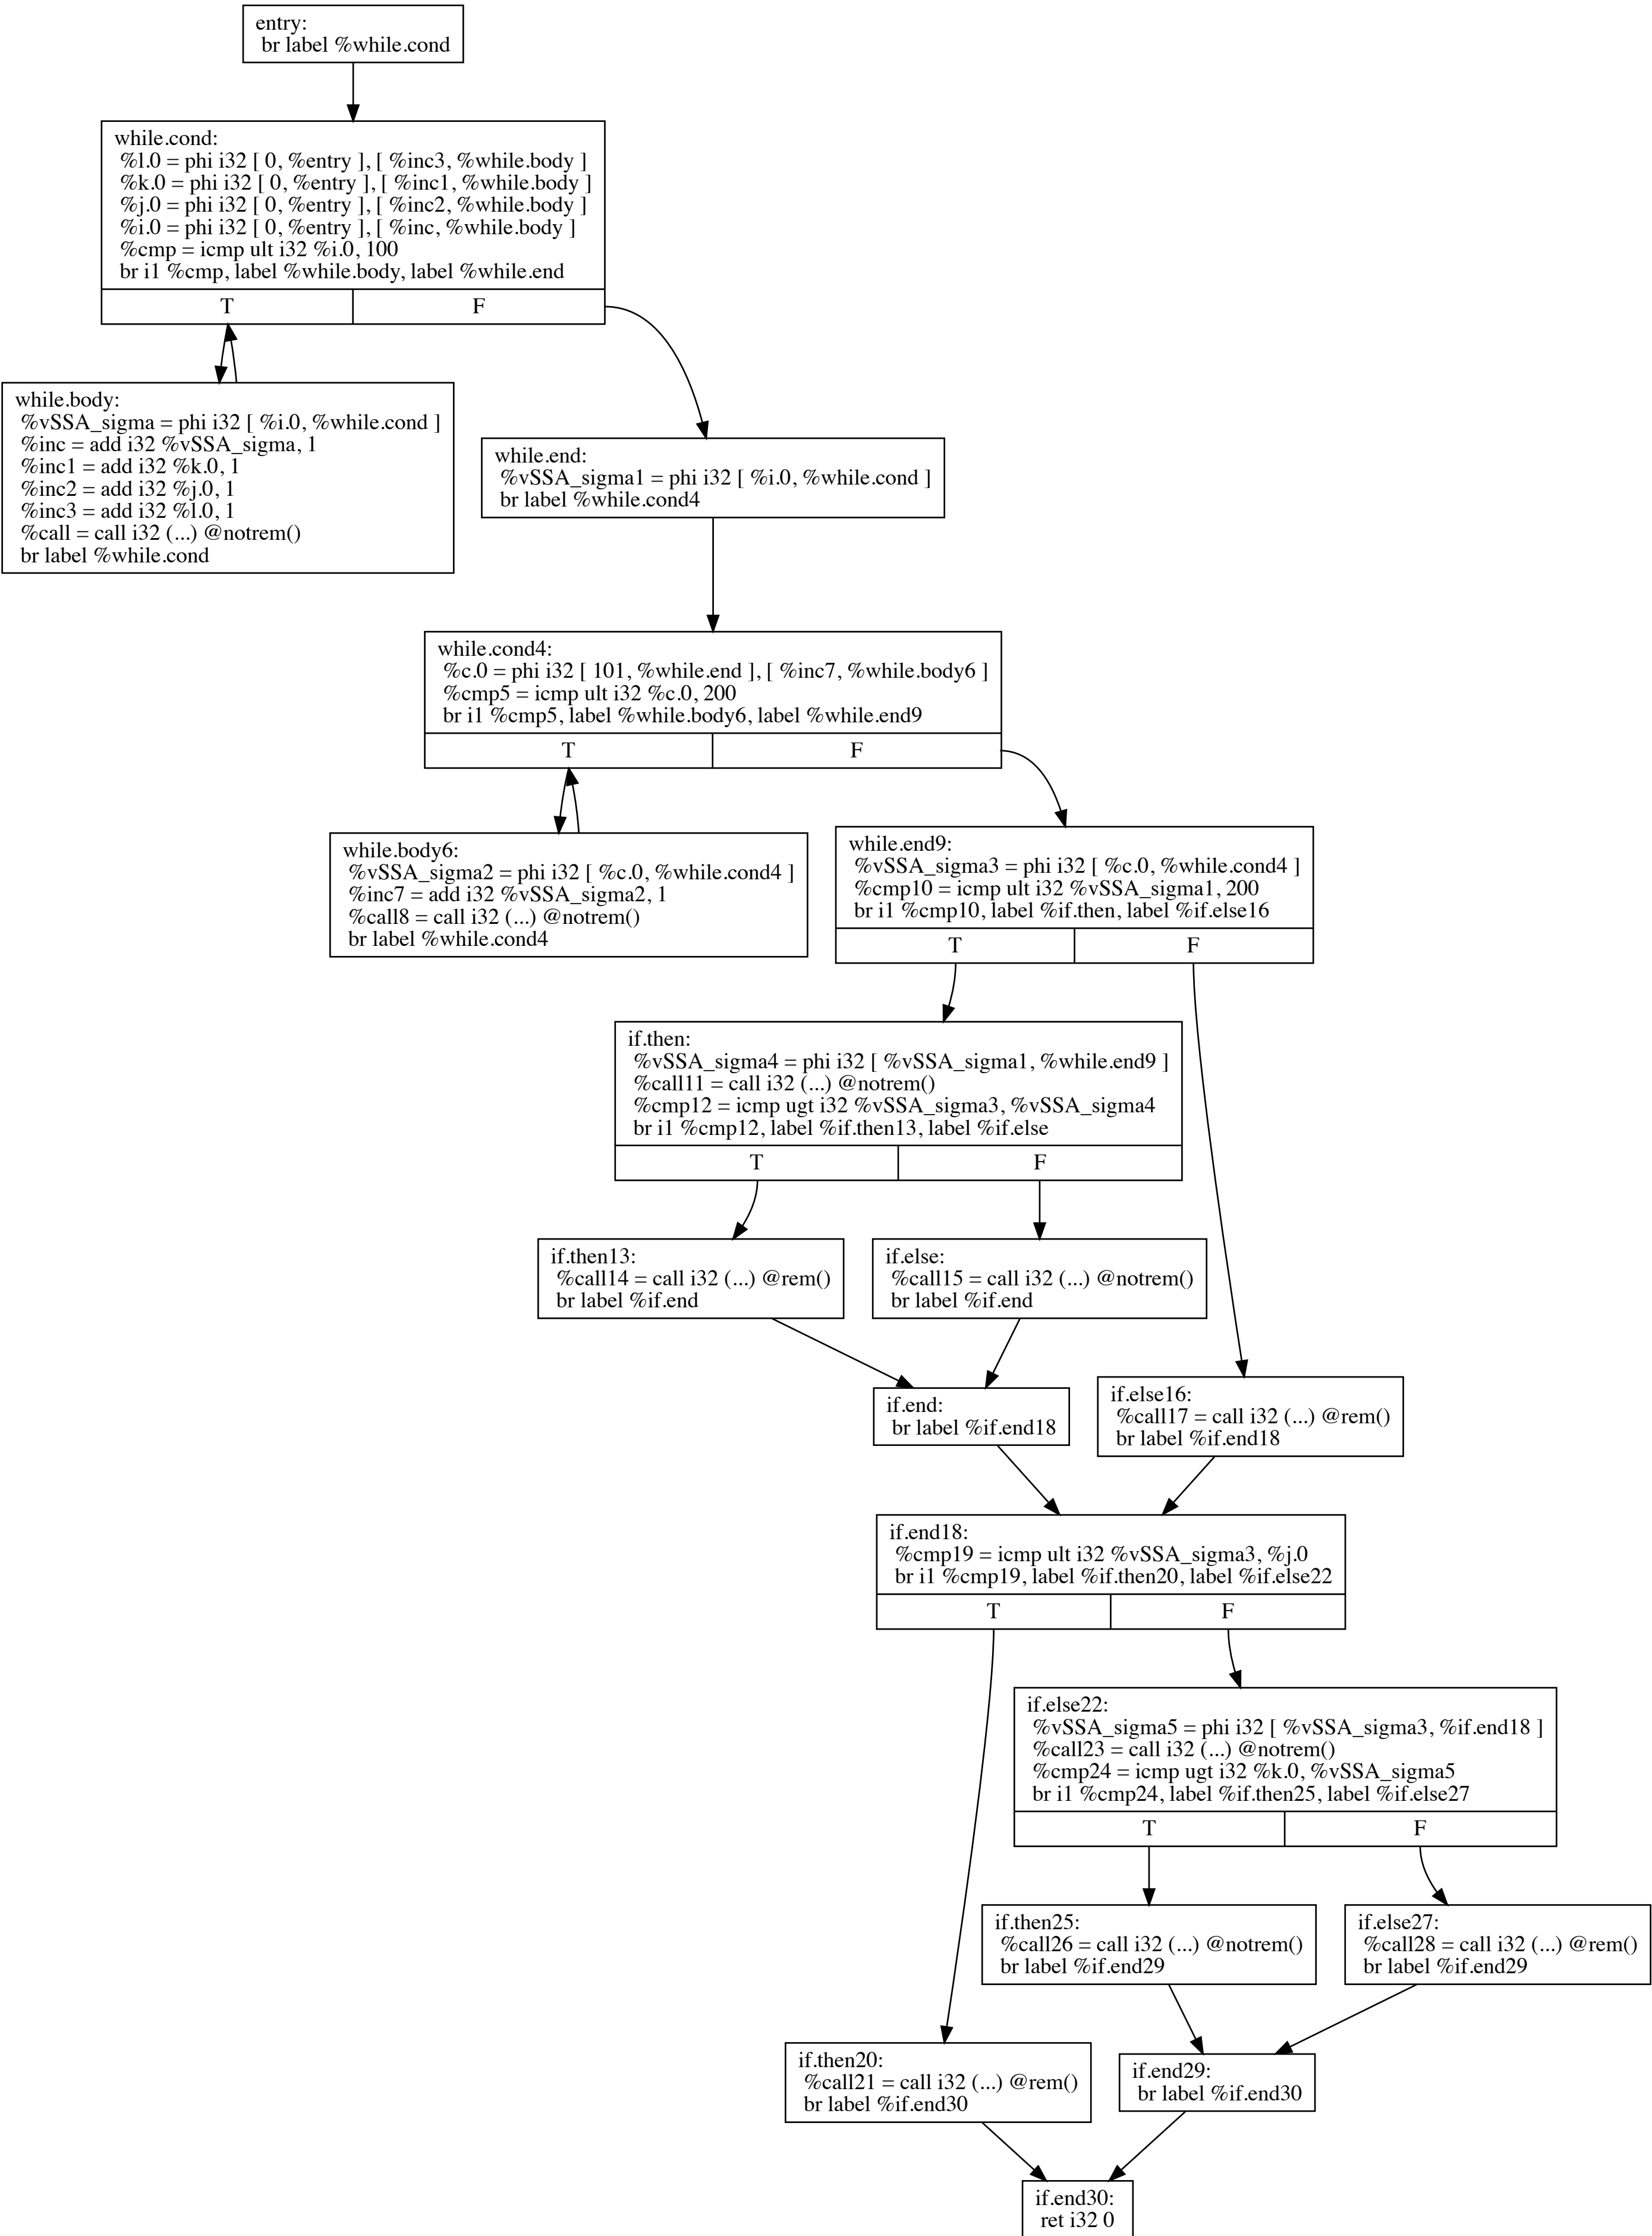 entry:
br label %while.cond
while.cond:
%l.0 = phi i32 [ 0, %entry ], [ %inc3, %while.body ]
%k.0 = phi i32 [ 0, %entry ], [ %inc1, %while.body ]
%j.0 = phi i32 [ 0, %entry ], [ %inc2, %while.body ]
%i.0 = phi i32 [ 0, %entry ], [ %inc, %while.body ]
%cmp = icmp ult i32 %i.0, 100
br i1 %cmp, label %while.body, label %while.end
T F
while.body:
%vSSA_sigma = phi i32 [ %i.0, %while.cond ]
%inc = add i32 %vSSA_sigma, 1
%inc1 = add i32 %k.0, 1
%inc2 = add i32 %j.0, 1
%inc3 = add i32 %l.0, 1
%call = call i32 (...) @notrem()
br label %while.cond
while.end:
%vSSA_sigma1 = phi i32 [ %i.0, %while.cond ]
br label %while.cond4
while.cond4:
%c.0 = phi i32 [ 101, %while.end ], [ %inc7, %while.body6 ]
%cmp5 = icmp ult i32 %c.0, 200
br i1 %cmp5, label %while.body6, label %while.end9
T F
while.body6:
%vSSA_sigma2 = phi i32 [ %c.0, %while.cond4 ]
%inc7 = add i32 %vSSA_sigma2, 1
%call8 = call i32 (...) @notrem()
br label %while.cond4
while.end9:
%vSSA_sigma3 = phi i32 [ %c.0, %while.cond4 ]
%cmp10 = icmp ult i32 %vSSA_sigma1, 200
br i1 %cmp10, label %if.then, label %if.else16
T F
if.then:
%vSSA_sigma4 = phi i32 [ %vSSA_sigma1, %while.end9 ]
%call11 = call i32 (...) @notrem()
%cmp12 = icmp ugt i32 %vSSA_sigma3, %vSSA_sigma4
br i1 %cmp12, label %if.then13, label %if.else
T F
if.then13:
%call14 = call i32 (...) @rem()
br label %if.end
if.else:
%call15 = call i32 (...) @notrem()
br label %if.end
if.end:
br label %if.end18
if.else16:
%call17 = call i32 (...) @rem()
br label %if.end18
if.end18:
%cmp19 = icmp ult i32 %vSSA_sigma3, %j.0
br i1 %cmp19, label %if.then20, label %if.else22
T F
if.else22:
%vSSA_sigma5 = phi i32 [ %vSSA_sigma3, %if.end18 ]
%call23 = call i32 (...) @notrem()
%cmp24 = icmp ugt i32 %k.0, %vSSA_sigma5
br i1 %cmp24, label %if.then25, label %if.else27
T F
if.then25:
%call26 = call i32 (...) @notrem()
br label %if.end29
if.else27:
%call28 = call i32 (...) @rem()
br label %if.end29
if.then20:
%call21 = call i32 (...) @rem()
br label %if.end30
if.end29:
br label %if.end30
if.end30:
ret i32 0